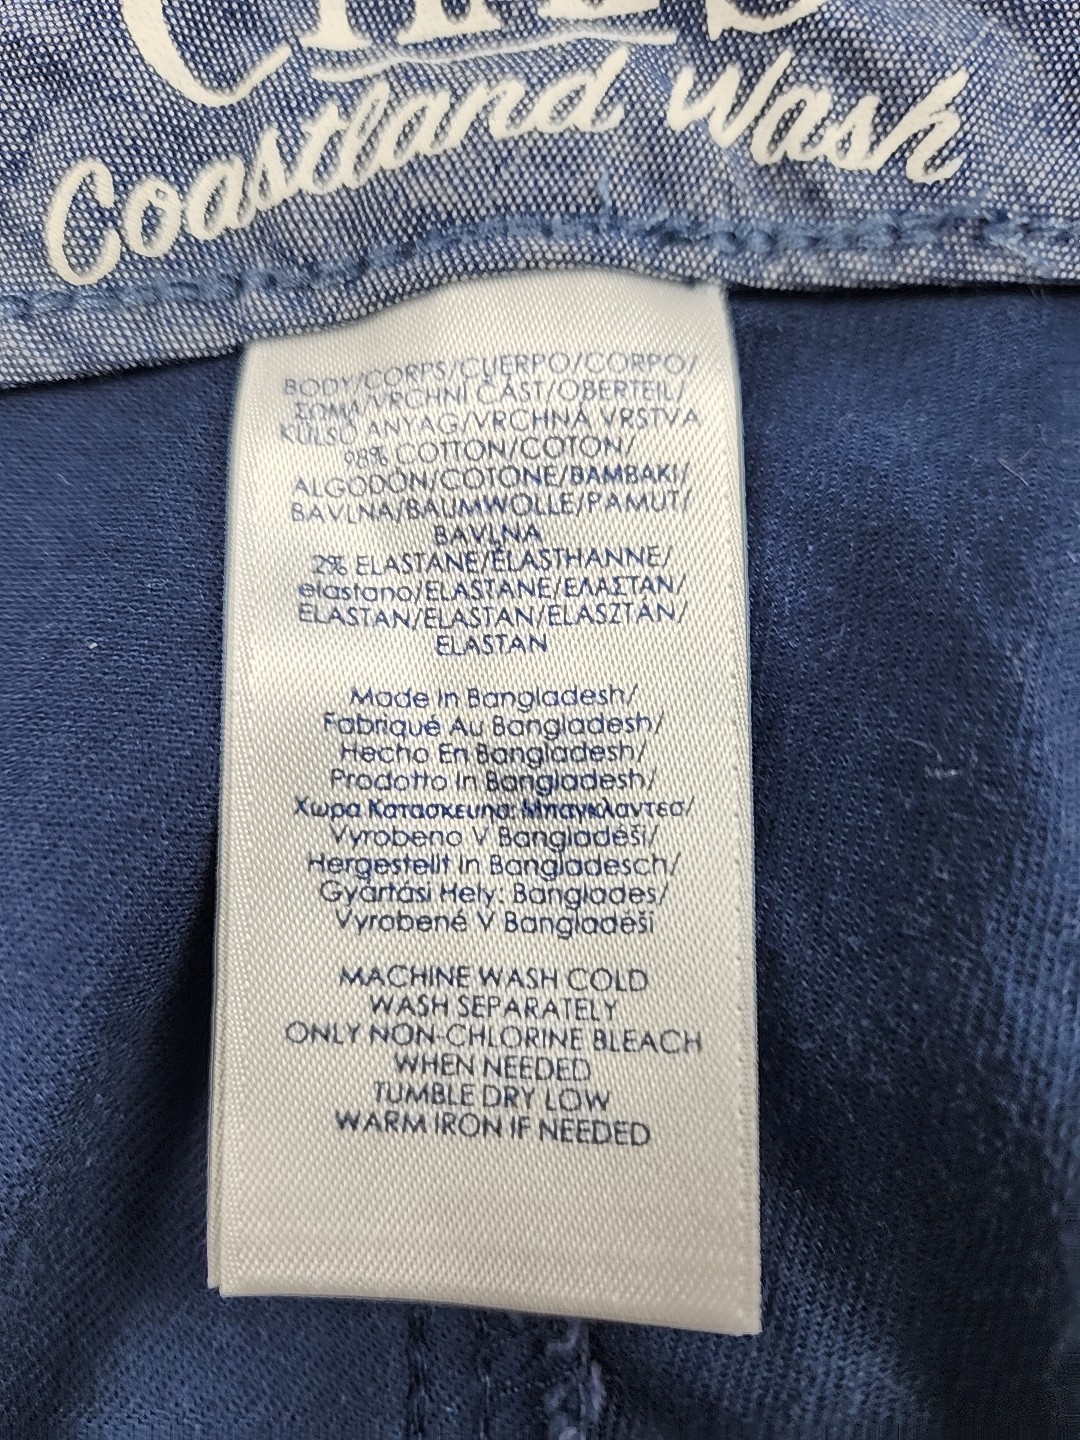 Coastland Wash
BODY/CORPS/CUERPO/CORPO/
ΣΩΜΑ/VRCHNÍ ČÁST/OBERTEIL/
KÜLSŐ ANYAG/VRCHNÁ VRSTVA
98% COTTON/COTON/
ALGODÓN/COTONE/BAMBAKI/
BAVLNA/BAUMWOLLE/PAMUT/
BAVLNA
2% ELASTANE/ÉLASTHANNE/
elastano/ELASTANE/ΕΛΑΣΤΑΝ/
ELASTAN/ELASTAN/ELASZTÁN/
ELASTAN
Made In Bangladesh/
Fabriqué Au Bangladesh/
Hecho En Bangladesh/
Prodotto In Bangladesh/
Χωρα Κατασκευησ: Μπαγκλαντεσ/
Vyrobeno V Bangladéši/
Hergestellt In Bangladesch/
Gyártási Hely: Banglades/
Vyrobené V Bangladéši
MACHINE WASH COLD
WASH SEPARATELY
ONLY NON-CHLORINE BLEACH
WHEN NEEDED
TUMBLE DRY LOW
WARM IRON IF NEEDED